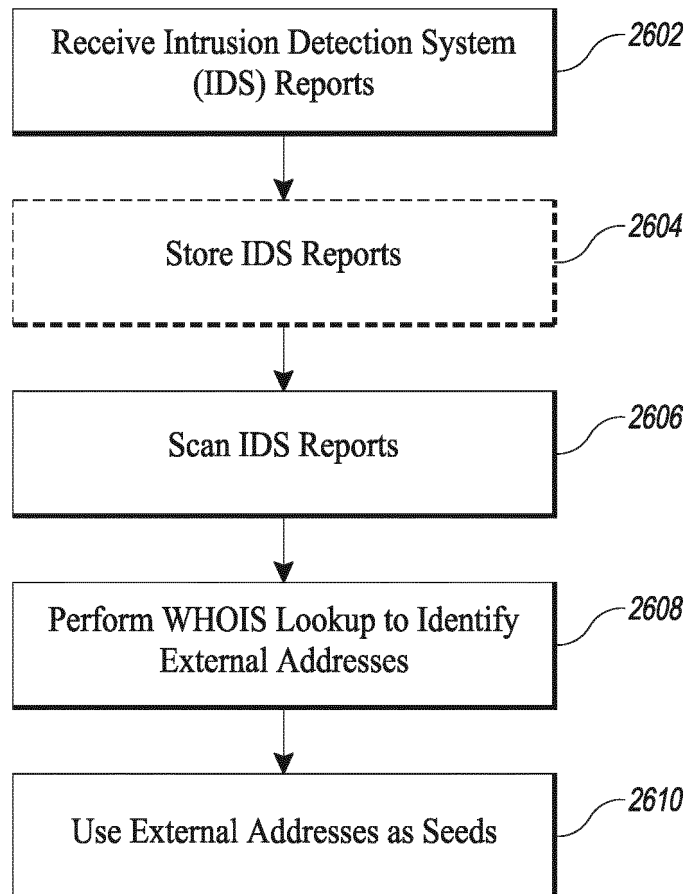 Receive Intrusion Detection System
(IDS) Reports
2602
Store IDS Reports
2604
Scan IDS Reports
2606
Perform WHOIS Lookup to Identify
External Addresses
2608
Use External Addresses as Seeds
2610